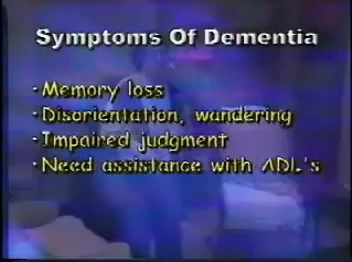 Symptoms Of Dementia
· Memory loss
· Disorientation, wandering
· Impaired judgment
· Need assistance with ADL's